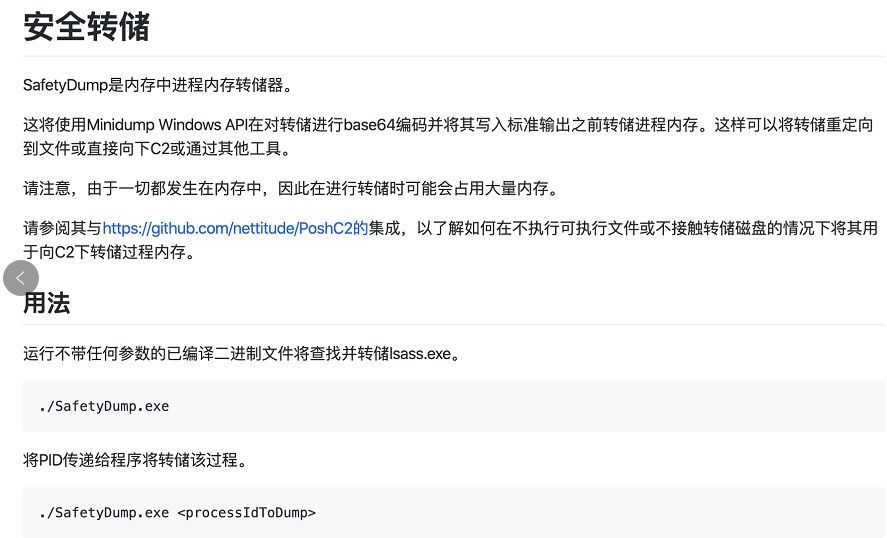 安全转储
SafetyDump是内存中进程内存转储器。
这将使用Minidump Windows API在对转储进行base64编码并将其写入标准输出之前转储进程内存。这样可以将转储重定向
到文件或直接向下C2或通过其他工具。
请注意，由于一切都发生在内存中，因此在进行转储时可能会占用大量内存。
请参阅其与https://github.com/nettitude/PoshC2的集成，以了解如何在不执行可执行文件或不接触转储磁盘的情况下将其用
于向C2下转储过程内存。
用法
运行不带任何参数的已编译二进制文件将查找并转储lsass.exe。
./SafetyDump.exe
将PID传递给程序将转储该过程。
./SafetyDump.exe <processIdToDump>